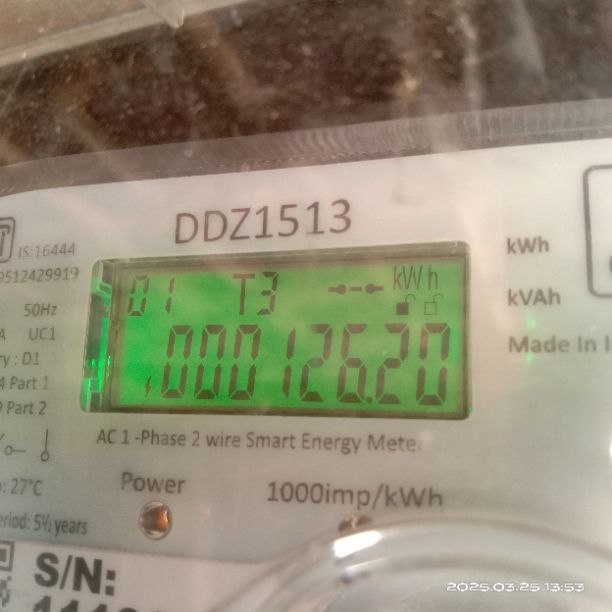 DDZ1513
IS:16444
9512429919
kWh
50Hz
UC1
kVAh
01 T3 kWh
000126.20
: D1
4 Part 1
Part 2
Made In
AC 1 -Phase 2 wire Smart Energy Meter
: 27°C
Power
1000imp/kWh
eriod: 5½ years
S/N:
2025.03.25 13:53